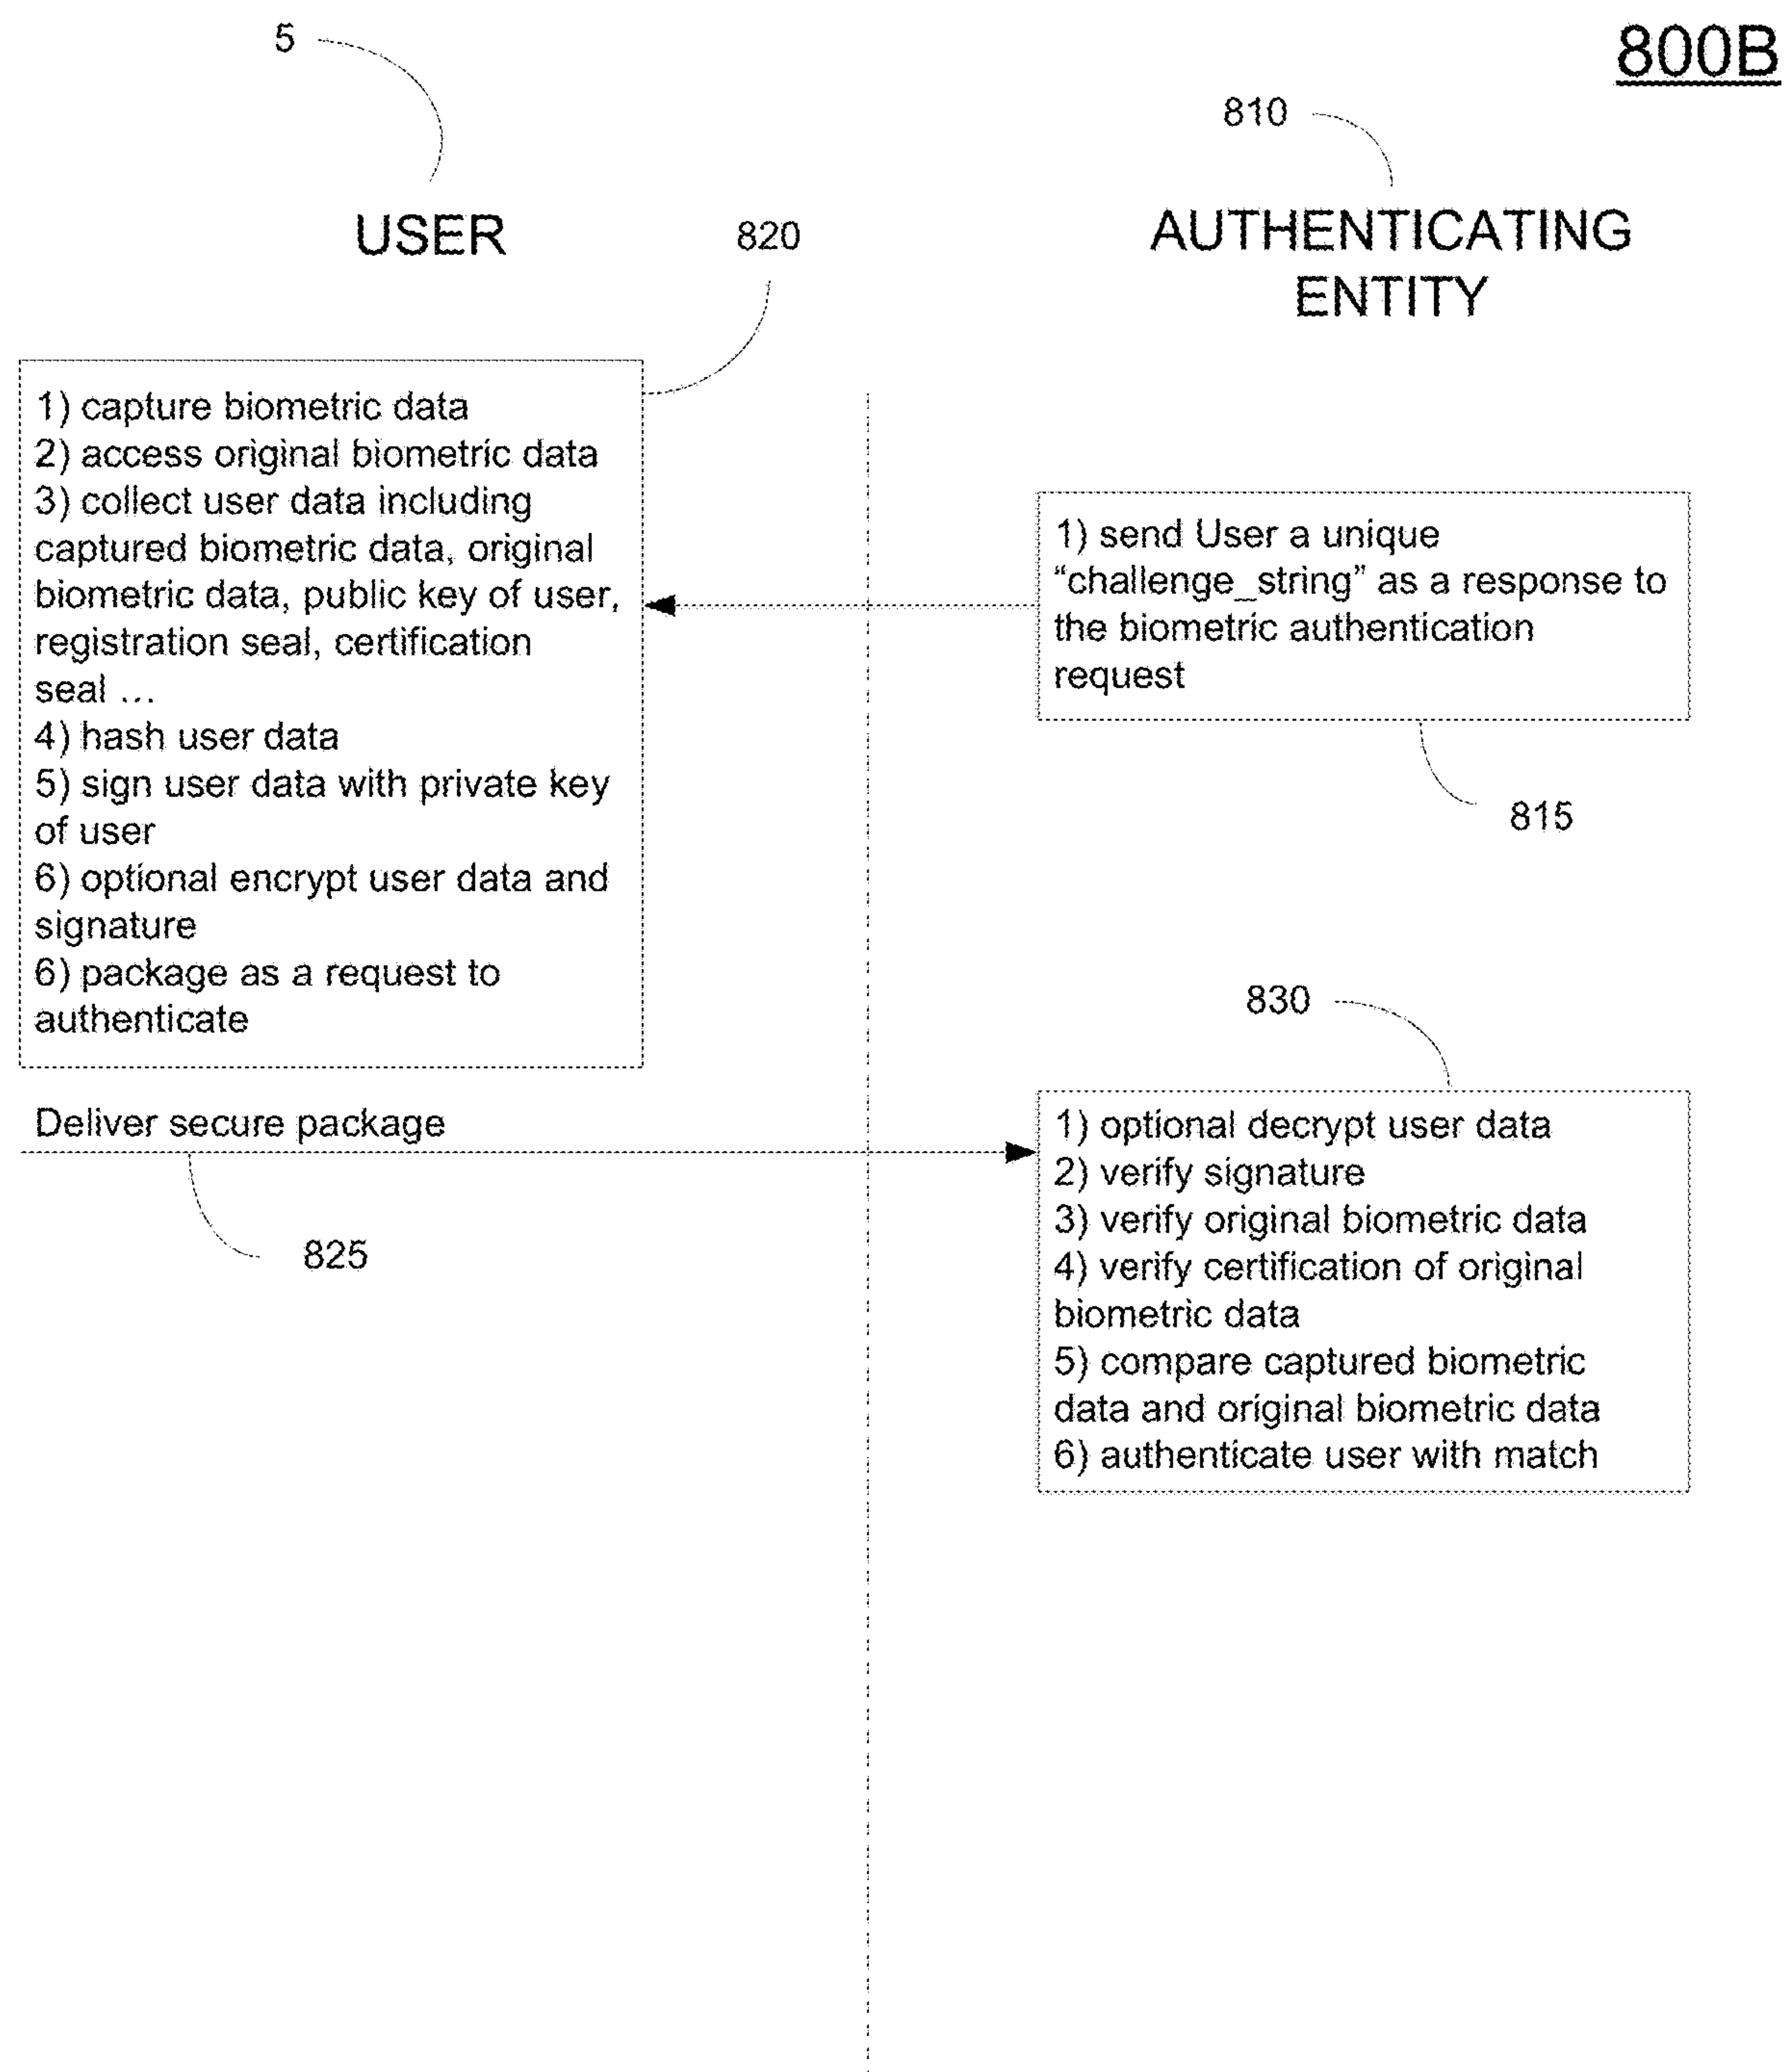 5
800B
810
USER
820
AUTHENTICATING
ENTITY
1) capture biometric data
2) access original biometric data
3) collect user data including
captured biometric data, original
biometric data, public key of user,
registration seal, certification
seal ...
4) hash user data
5) sign user data with private key
of user
6) optional encrypt user data and
signature
6) package as a request to
authenticate
1) send User a unique
“challenge_string” as a response to
the biometric authentication
request
815
Deliver secure package
825
830
1) optional decrypt user data
2) verify signature
3) verify original biometric data
4) verify certification of original
biometric data
5) compare captured biometric
data and original biometric data
6) authenticate user with match